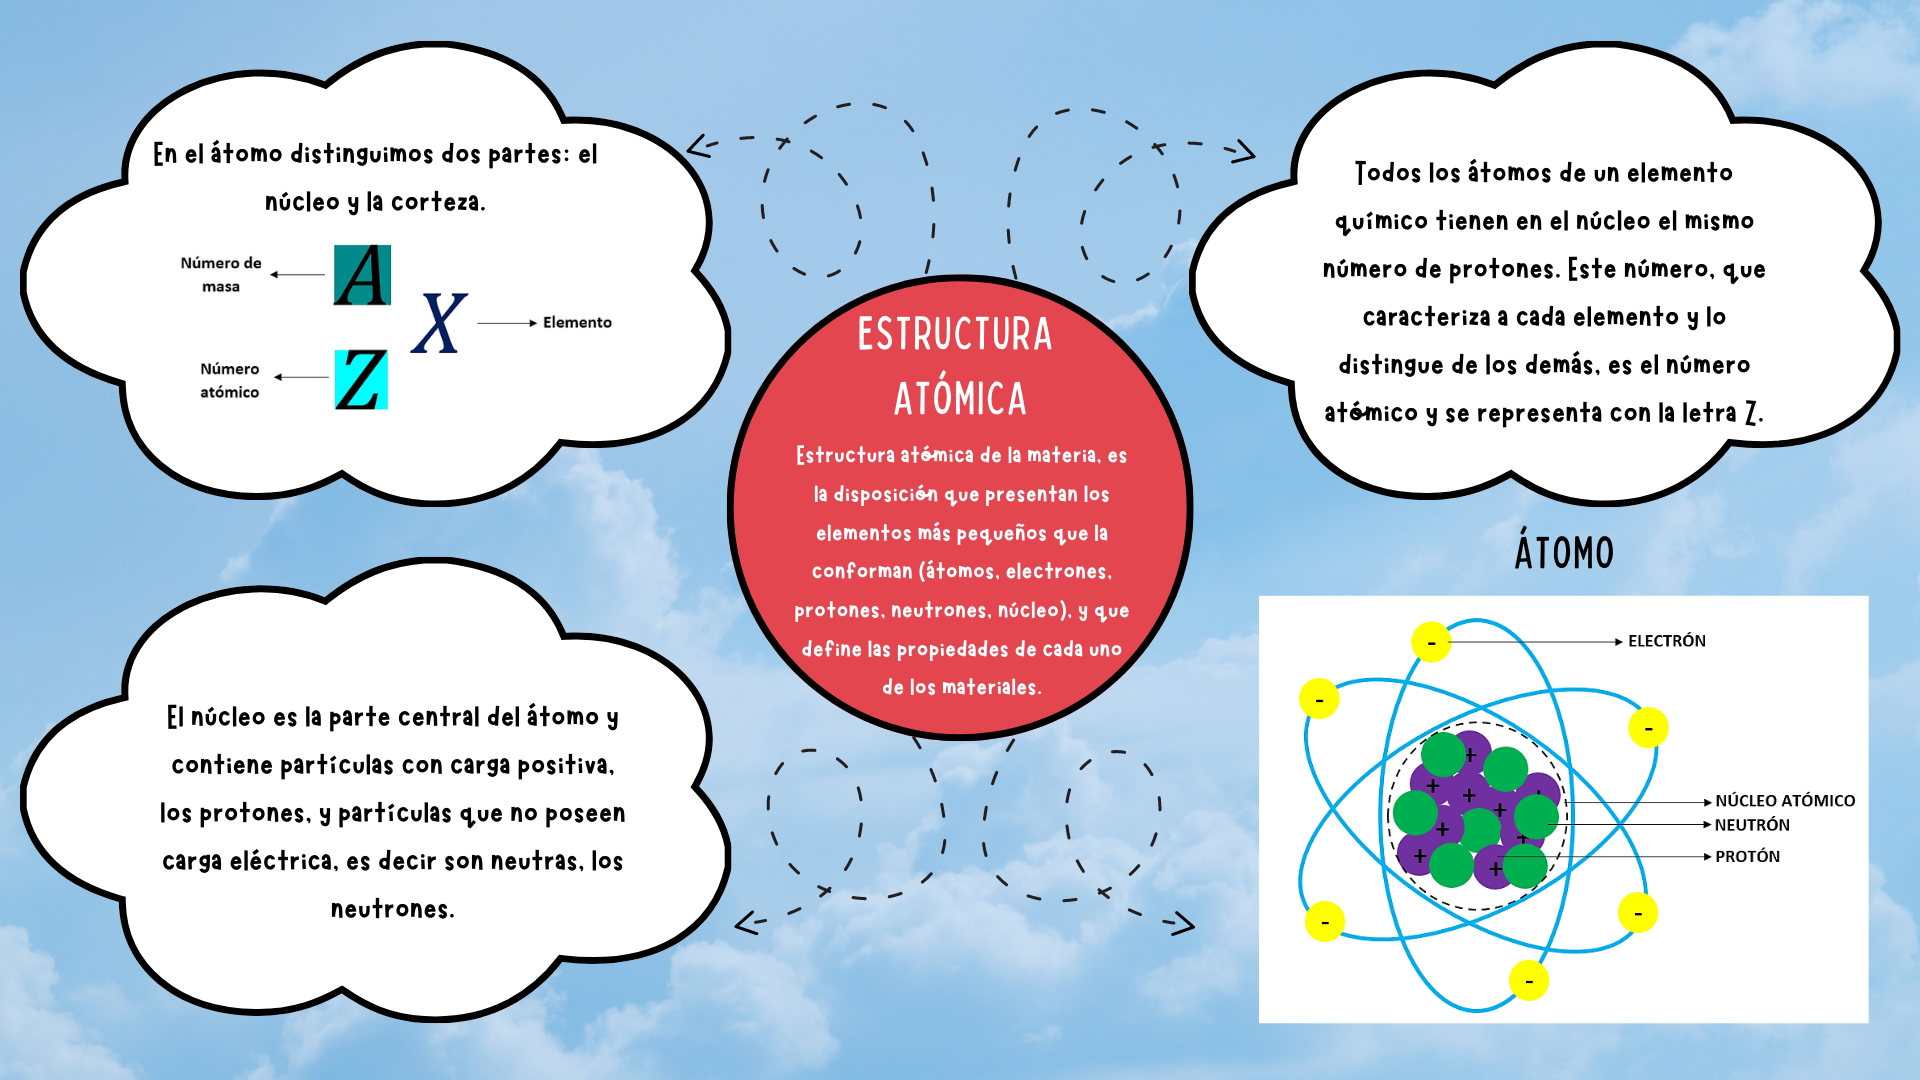 En el átomo distinguimos dos partes: el
núcleo y la corteza.
Número de
masa
A
X
Elemento
Número
atómico
Z
ESTRUCTURA
ATÓMICA
Estructura atómica de la materia, es
la disposición que presentan los
elementos más pequeños que la
conforman (átomos, electrones,
protones, neutrones, núcleo), y que
define las propiedades de cada uno
de los materiales.
Todos los átomos de un elemento
químico tienen en el núcleo el mismo
número de protones. Este número, que
caracteriza a cada elemento y lo
distingue de los demás, es el número
atómico y se representa con la letra Z.
El núcleo es la parte central del átomo y
contiene partículas con carga positiva,
los protones, y partículas que no poseen
carga eléctrica, es decir son neutras, los
neutrones.
ÁTOMO
ELECTRÓN
NÚCLEO ATÓMICO
NEUTRÓN
PROTÓN